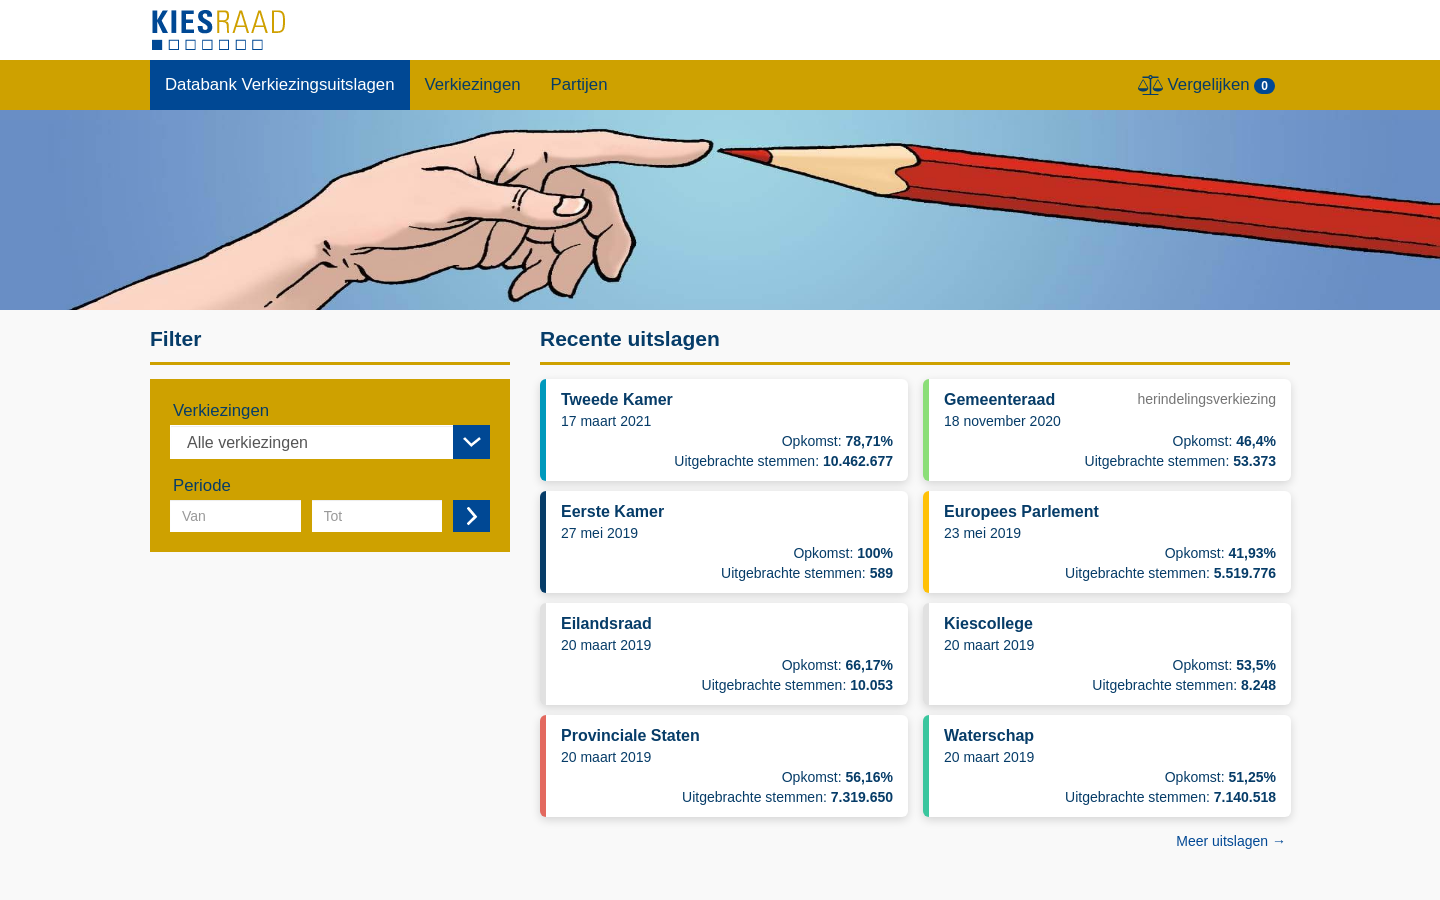 KIESRAAD
Databank Verkiezingsuitslagen Verkiezingen Partijen Vergelijken 0
Filter
Verkiezingen
Alle verkiezingen
Periode
Van Tot
Recente uitslagen
Tweede Kamer
17 maart 2021
Opkomst: 78,71%
Uitgebrachte stemmen: 10.462.677
Gemeenteraad herindelingsverkiezing
18 november 2020
Opkomst: 46,4%
Uitgebrachte stemmen: 53.373
Eerste Kamer
27 mei 2019
Opkomst: 100%
Uitgebrachte stemmen: 589
Europees Parlement
23 mei 2019
Opkomst: 41,93%
Uitgebrachte stemmen: 5.519.776
Eilandsraad
20 maart 2019
Opkomst: 66,17%
Uitgebrachte stemmen: 10.053
Kiescollege
20 maart 2019
Opkomst: 53,5%
Uitgebrachte stemmen: 8.248
Provinciale Staten
20 maart 2019
Opkomst: 56,16%
Uitgebrachte stemmen: 7.319.650
Waterschap
20 maart 2019
Opkomst: 51,25%
Uitgebrachte stemmen: 7.140.518
Meer uitslagen →